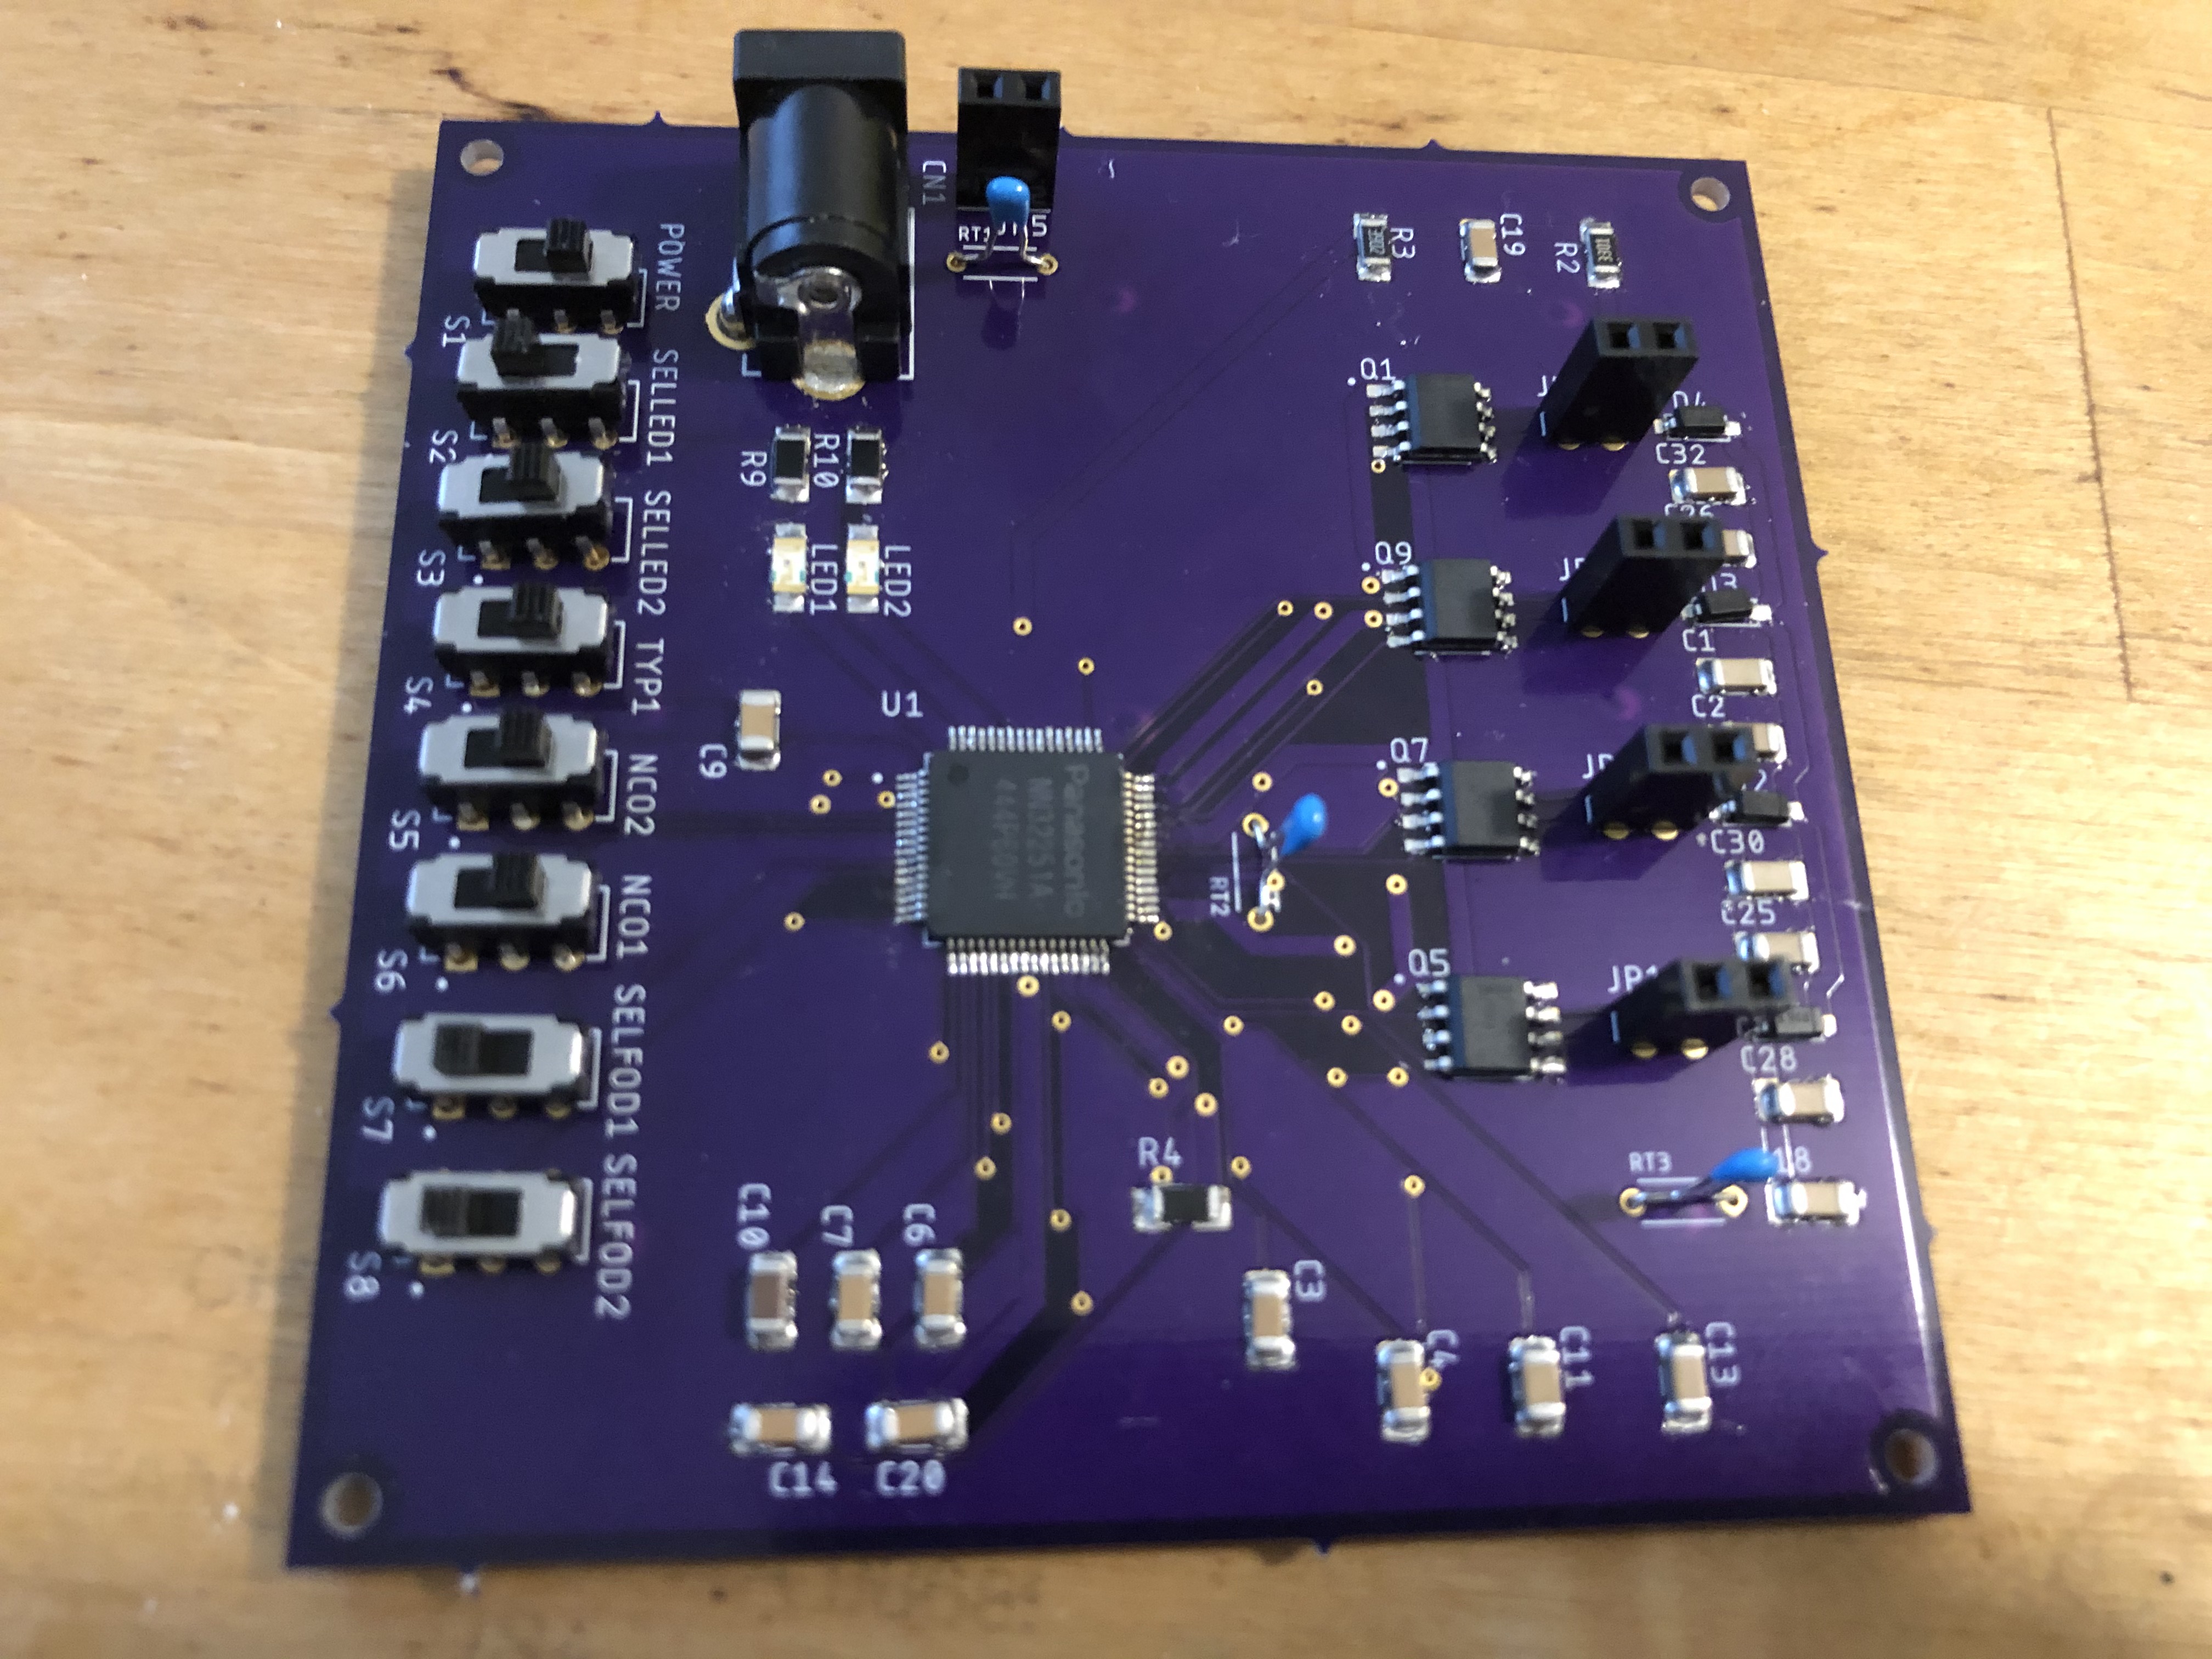 CN1
RT1
R3
C19
R2
POWER
S1
SELLED1
S2
SELLED2
S3
TYP1
S4
NCO2
S5
NCO1
S6
SELFOD1
S7
SELFOD2
S8
R9
R10
LED1
LED2
C9
U1
Panasonic
NN32251A
444P60VN
Q1
Q9
Q7
Q5
C32
C1
C2
C30
C25
C28
RT2
RT3
R4
C10
C7
C6
C3
C4
C11
C13
C14
C20